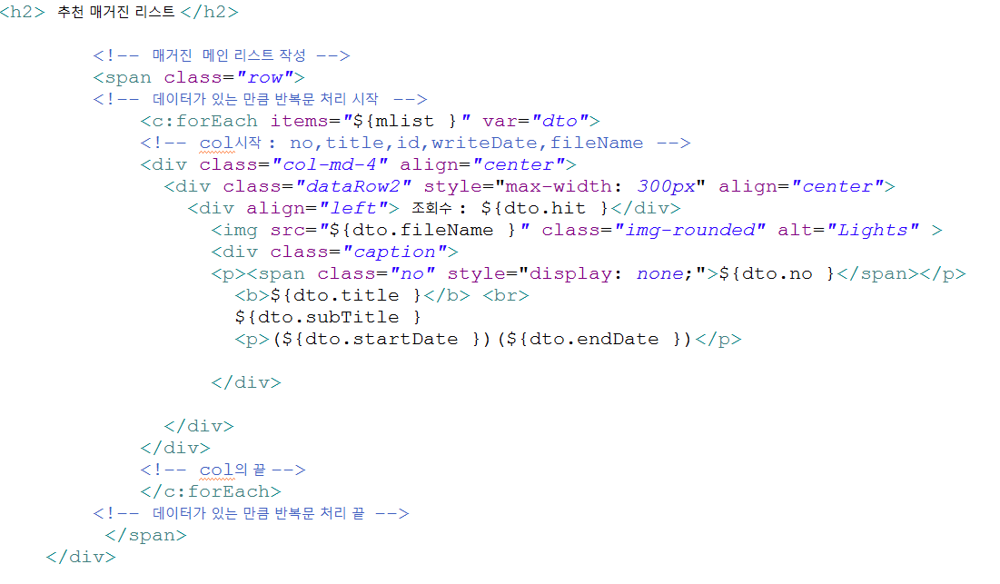 <h2> 추천 매거진 리스트 </h2>
<!-- 매거진 메인 리스트 작성 -->
<span class="row">
<!-- 데이터가 있는 만큼 반복문 처리 시작 -->
<c:forEach items="${mlist }" var="dto">
<!-- col시작 : no,title,id,writeDate,fileName -->
<div class="col-md-4" align="center">
<div class="dataRow2" style="max-width: 300px" align="center">
<div align="left"> 조회수 : ${dto.hit }</div>
<img src="${dto.fileName }" class="img-rounded" alt="Lights" >
<div class="caption">
<p><span class="no" style="display: none;">${dto.no }</span></p>
<b>${dto.title }</b> <br>
${dto.subTitle }
<p>(${dto.startDate })(${dto.endDate })</p>
</div>
</div>
</div>
<!-- col의 끝 -->
</c:forEach>
<!-- 데이터가 있는 만큼 반복문 처리 끝 -->
</span>
</div>